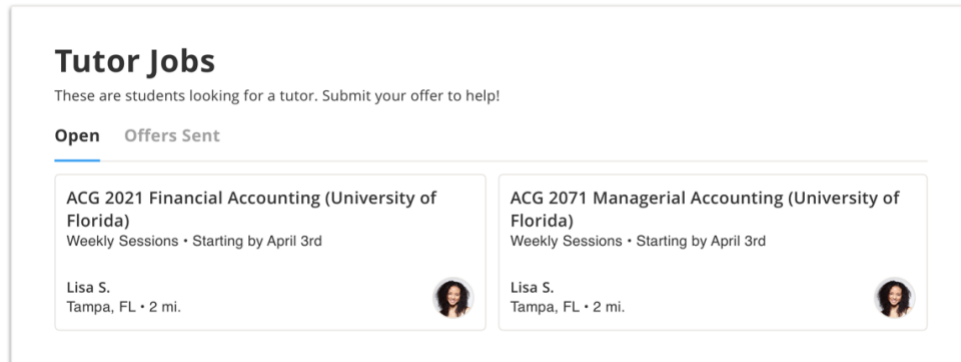 Tutor Jobs
These are students looking for a tutor. Submit your offer to help!
Open Offers Sent
ACG 2021 Financial Accounting (University of
Florida)
Weekly Sessions • Starting by April 3rd
Lisa S.
Tampa, FL • 2 mi.
ACG 2071 Managerial Accounting (University of
Florida)
Weekly Sessions • Starting by April 3rd
Lisa S.
Tampa, FL • 2 mi.